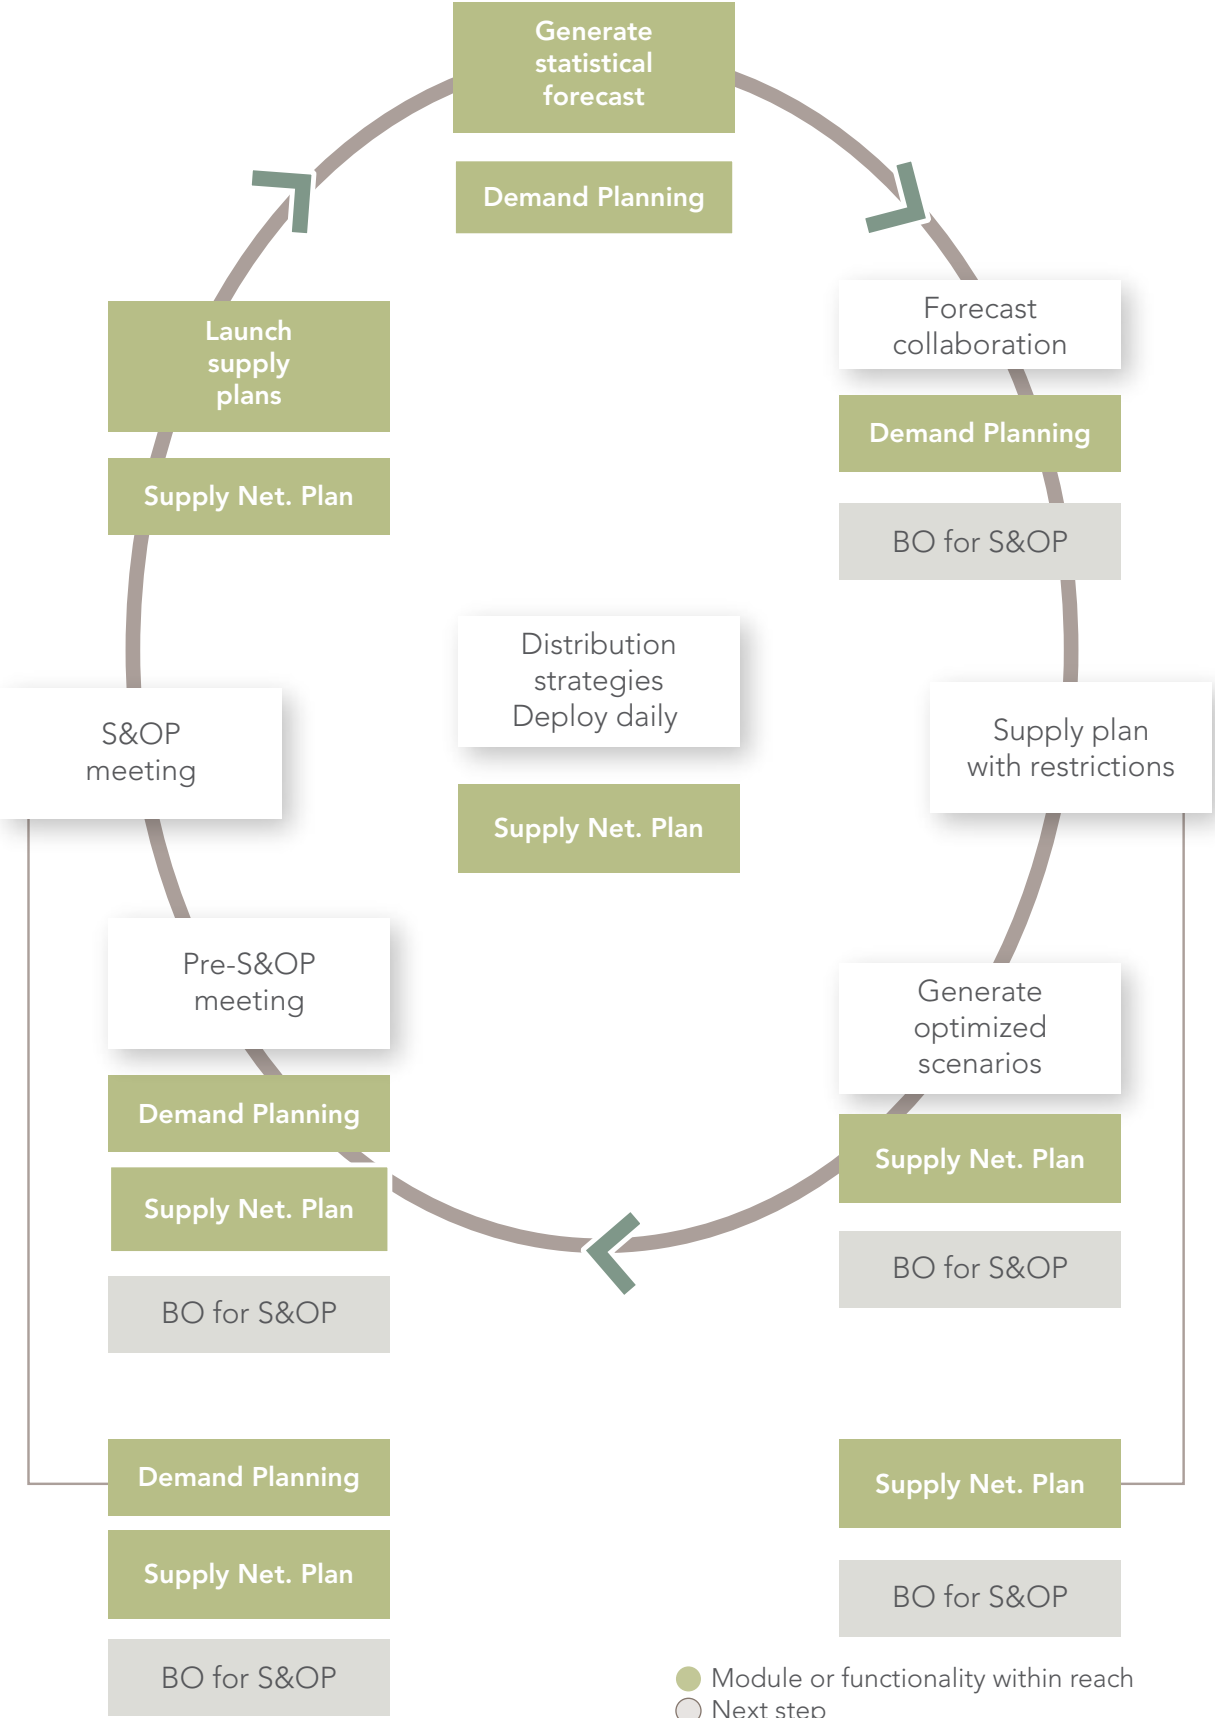 Generate
statistical
forecast
Demand Planning
Forecast
collaboration
Demand Planning
BO for S&OP
Launch
supply
plans
Supply Net. Plan
Distribution
strategies
Deploy daily
Supply Net. Plan
S&OP
meeting
Supply plan
with restrictions
Pre-S&OP
meeting
Demand Planning
Supply Net. Plan
BO for S&OP
Generate
optimized
scenarios
Supply Net. Plan
BO for S&OP
Demand Planning
Supply Net. Plan
BO for S&OP
Supply Net. Plan
BO for S&OP
Module or functionality within reach
Next step